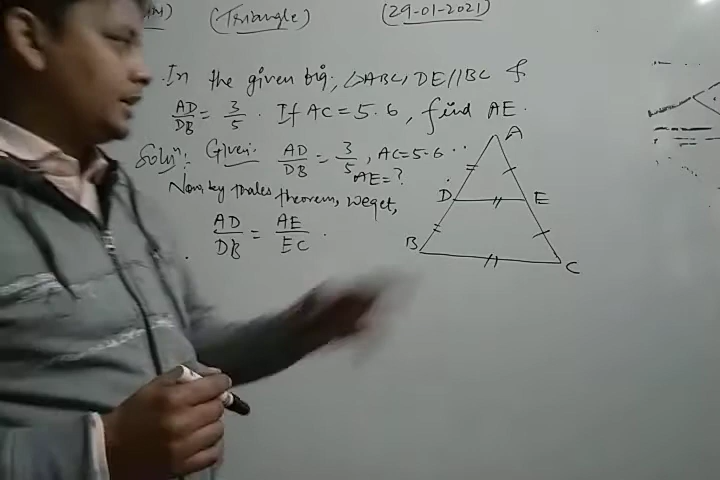 (Triangle) (29-01-2021)
In the given fig, △ABC, DE//BC &
AD/DB = 3/5. If AC = 5.6, find AE.
Soluⁿ: Given: AD/DB = 3/5, AC=5.6
AE=?
Now, by thales theorem, we get,
AD/DB = AE/EC.
A
D E
B C